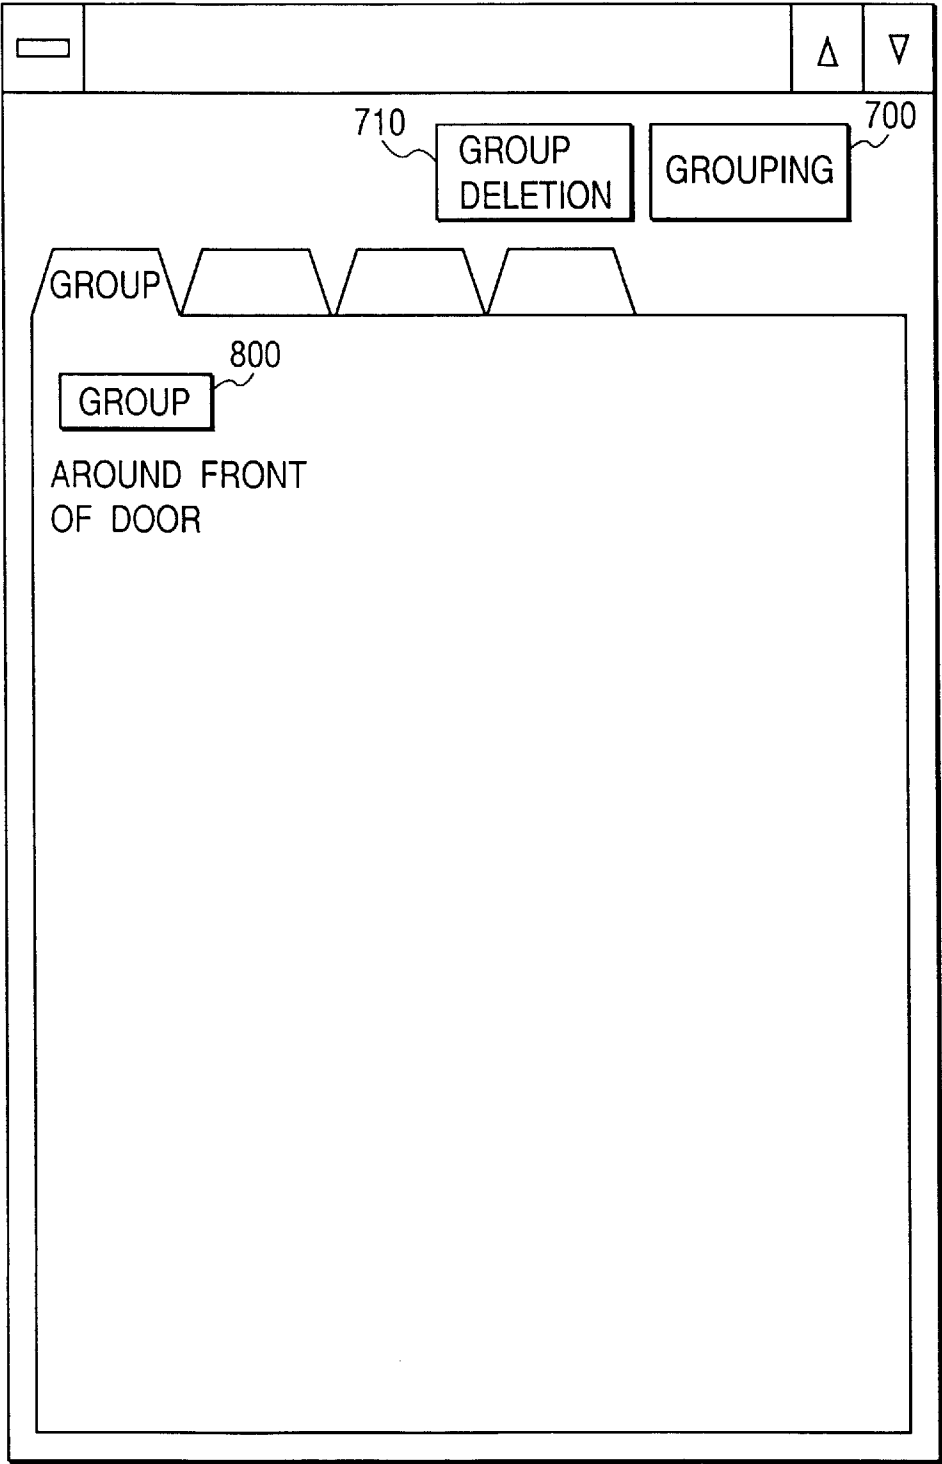 710
700
GROUP
DELETION
GROUPING
GROUP
800
GROUP
AROUND FRONT
OF DOOR